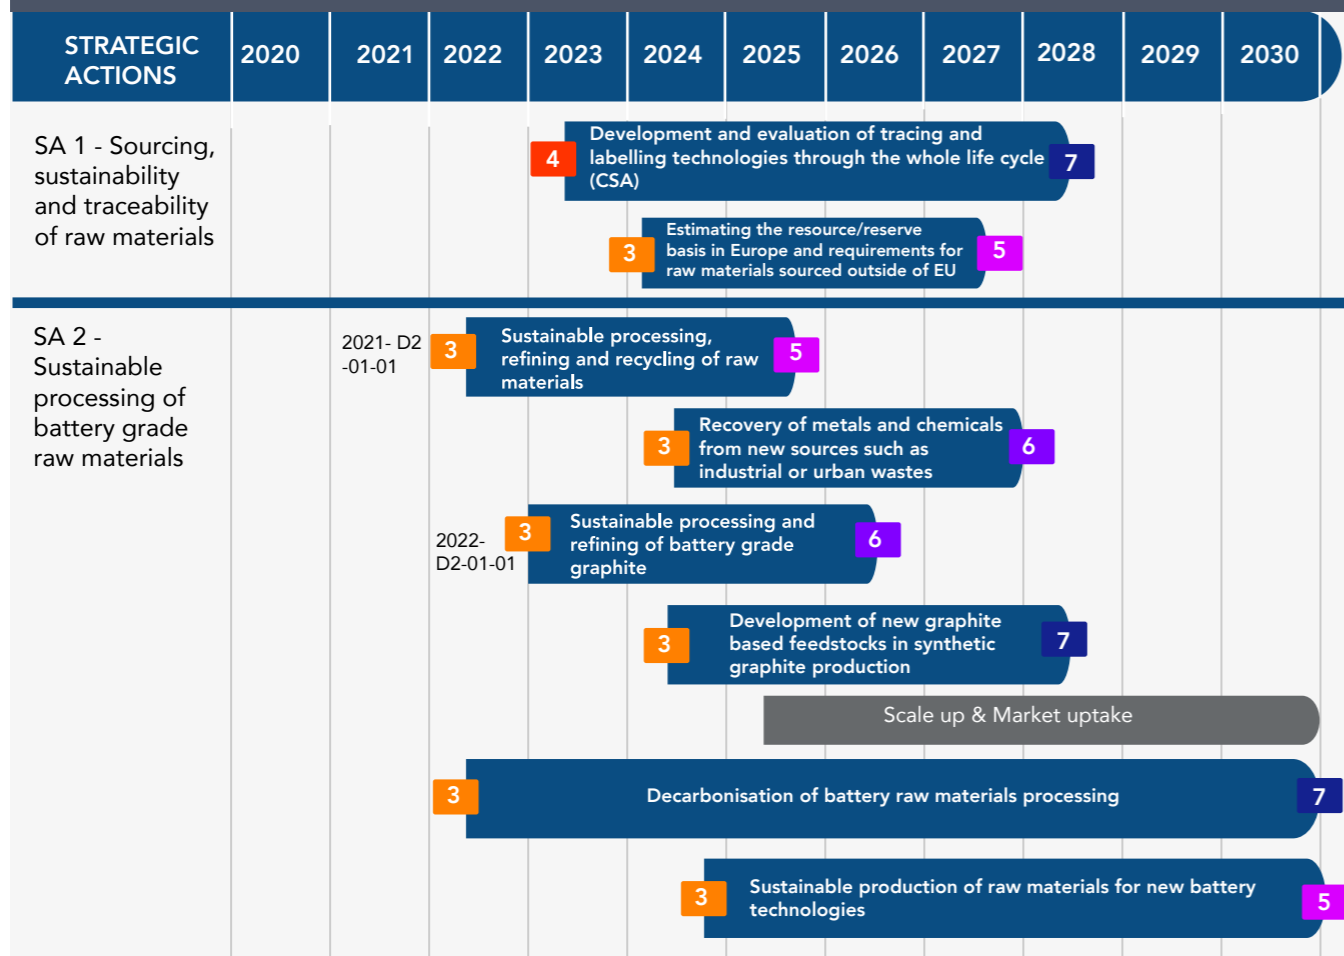 STRATEGIC
ACTIONS
2020
2021
2022
2023
2024
2025
2026
2027
2028
2029
2030
SA 1 - Sourcing,
sustainability
and traceability
of raw materials
4
Development and evaluation of tracing and
labelling technologies through the whole life cycle
(CSA)
7
3
Estimating the resource/reserve
basis in Europe and requirements for
raw materials sourced outside of EU
5
SA 2 -
Sustainable
processing of
battery grade
raw materials
2021- D2
-01-01
3
Sustainable processing,
refining and recycling of raw
materials
5
3
Recovery of metals and chemicals
from new sources such as
industrial or urban wastes
6
2022-
D2-01-01
3
Sustainable processing and
refining of battery grade
graphite
6
3
Development of new graphite
based feedstocks in synthetic
graphite production
7
Scale up & Market uptake
3
Decarbonisation of battery raw materials processing
7
3
Sustainable production of raw materials for new battery
technologies
5